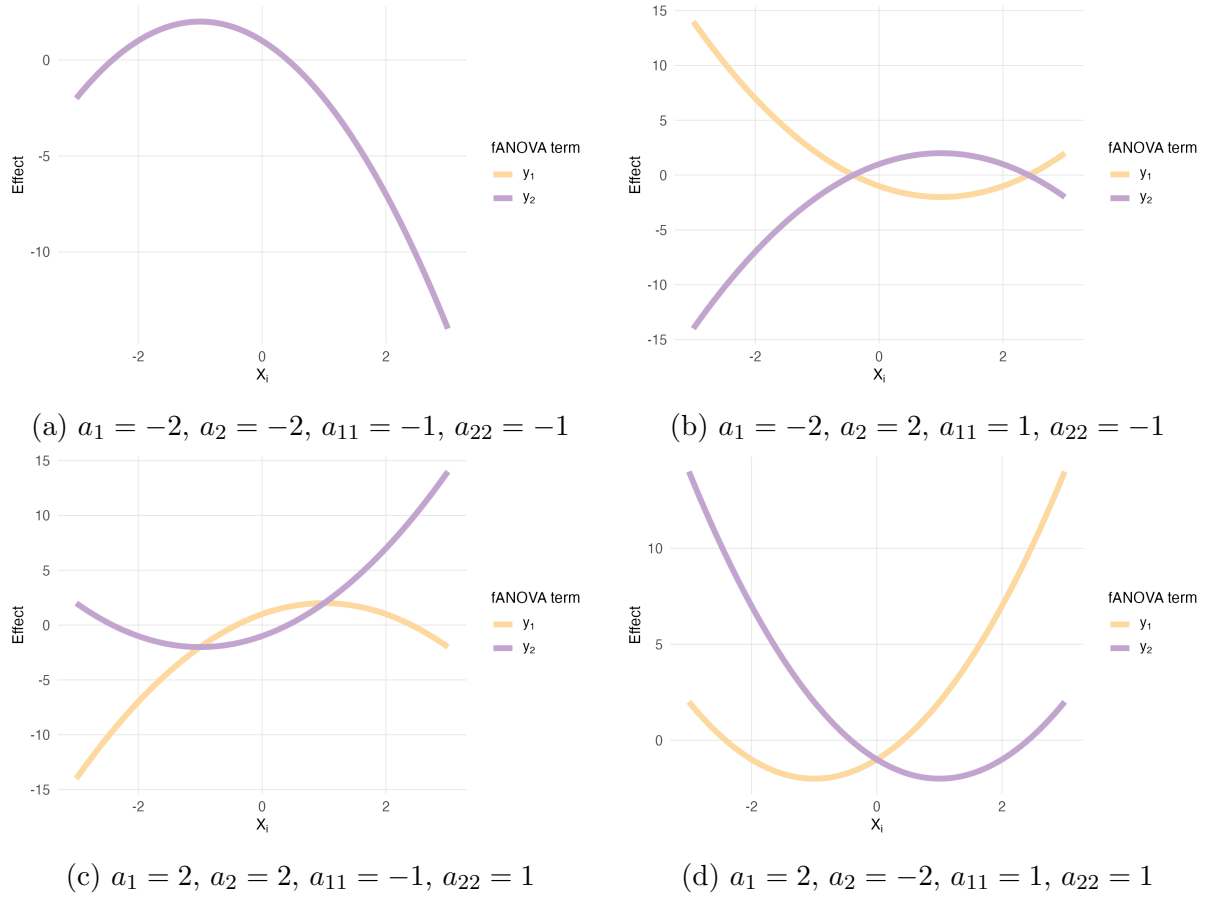 0
-5
-10
Effect
-2
0
2
Xᵢ
fANOVA term
y₁
y₂
(a) a₁ = −2, a₂ = −2, a₁₁ = −1, a₂₂ = −1
15
10
5
0
-5
-10
-15
Effect
-2
0
2
Xᵢ
fANOVA term
y₁
y₂
(b) a₁ = −2, a₂ = 2, a₁₁ = 1, a₂₂ = −1
15
10
5
0
-5
-10
-15
Effect
-2
0
2
Xᵢ
fANOVA term
y₁
y₂
(c) a₁ = 2, a₂ = 2, a₁₁ = −1, a₂₂ = 1
10
5
0
Effect
-2
0
2
Xᵢ
fANOVA term
y₁
y₂
(d) a₁ = 2, a₂ = −2, a₁₁ = 1, a₂₂ = 1